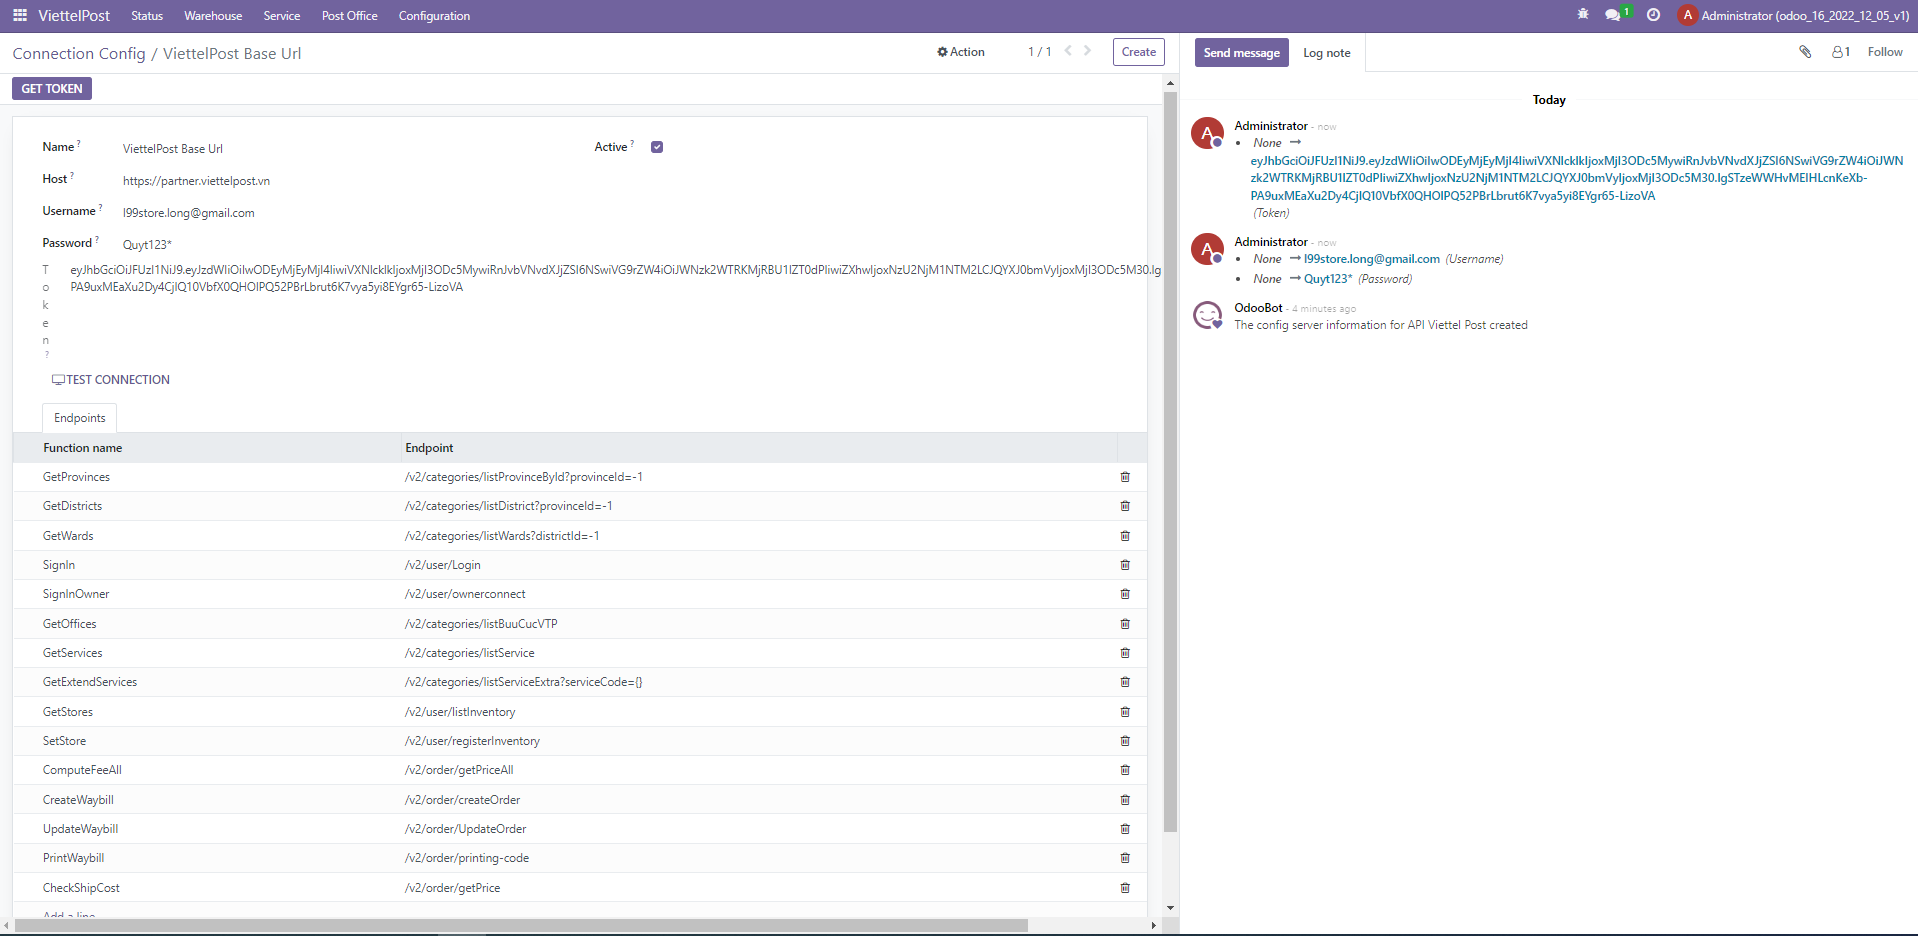 ViettelPost Status Warehouse Service Post Office Configuration 1 A Administrator (odoo_16_2022_12_05_v1)
Connection Config / ViettelPost Base Url Action 1 / 1 Create
GET TOKEN
Name ? ViettelPost Base Url Active ?
Host ? https://partner.viettelpost.vn
Username ? l99store.long@gmail.com
Password ? Quyt123*
Token ?
PA9uxMEaXu2Dy4CjIQ10VbfX0QHOIPQ52PBrLbrut6K7vya5yi8EYgr65-LizoVA
TEST CONNECTION
Endpoints
Function name Endpoint
GetProvinces /v2/categories/listProvinceById?provinceId=-1
GetDistricts /v2/categories/listDistrict?provinceId=-1
GetWards /v2/categories/listWards?districtId=-1
SignIn /v2/user/Login
SignInOwner /v2/user/ownerconnect
GetOffices /v2/categories/listBuuCucVTP
GetServices /v2/categories/listService
GetExtendServices /v2/categories/listServiceExtra?serviceCode={}
GetStores /v2/user/listInventory
SetStore /v2/user/registerInventory
ComputeFeeAll /v2/order/getPriceAll
CreateWaybill /v2/order/createOrder
UpdateWaybill /v2/order/UpdateOrder
PrintWaybill /v2/order/printing-code
CheckShipCost /v2/order/getPrice
Add a line
Send message Log note 1 Follow
Today
A Administrator - now
• None →
PA9uxMEaXu2Dy4CjIQ10VbfX0QHOIPQ52PBrLbrut6K7vya5yi8EYgr65-LizoVA
(Token)
A Administrator - now
• None → l99store.long@gmail.com (Username)
• None → Quyt123* (Password)
OdooBot - 4 minutes ago
The config server information for API Viettel Post created